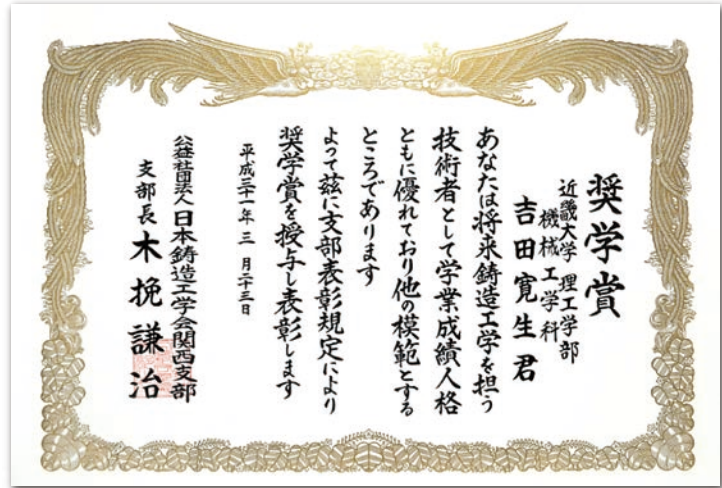 奨学賞
近畿大学 理工学部
機械工学科
吉田寛生君
あなたは将来鋳造工学を担う
技術者として学業成績人格
ともに優れており他の模範とする
ところであります
よって茲に支部表彰規定により
奨学賞を授与し表彰します
平成三十一年 三 月二十三日
公益社団法人日本鋳造工学会関西支部
支部長 木挽謙治